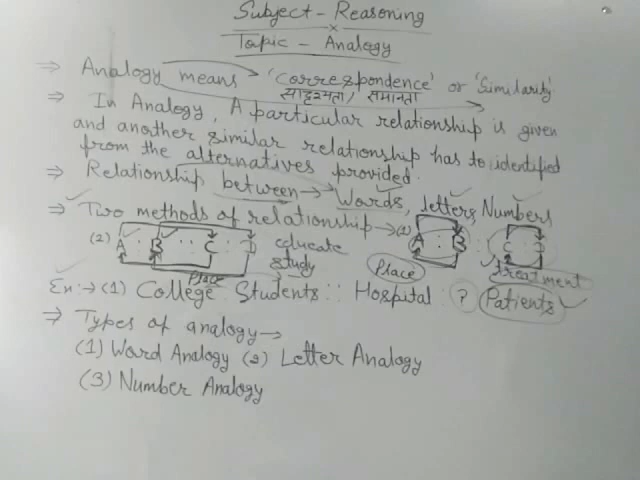 Subject - Reasoning
Topic - Analogy
⇒ Analogy means 'correspondence' or 'Similarity'
सादृश्यता / समानता
⇒ In Analogy, A particular relationship is given
and another similar relationship has to identified
from the alternatives provided.
⇒ Relationship between → Words, letters, Numbers
⇒ Two methods of relationship → (1) A : B :: C : D
(2) A : B :: C : D educate
study Place treatment
Place
Ex: → (1) College : Students :: Hospital : ? Patients
⇒ Types of analogy →
(1) Word Analogy (2) Letter Analogy
(3) Number Analogy